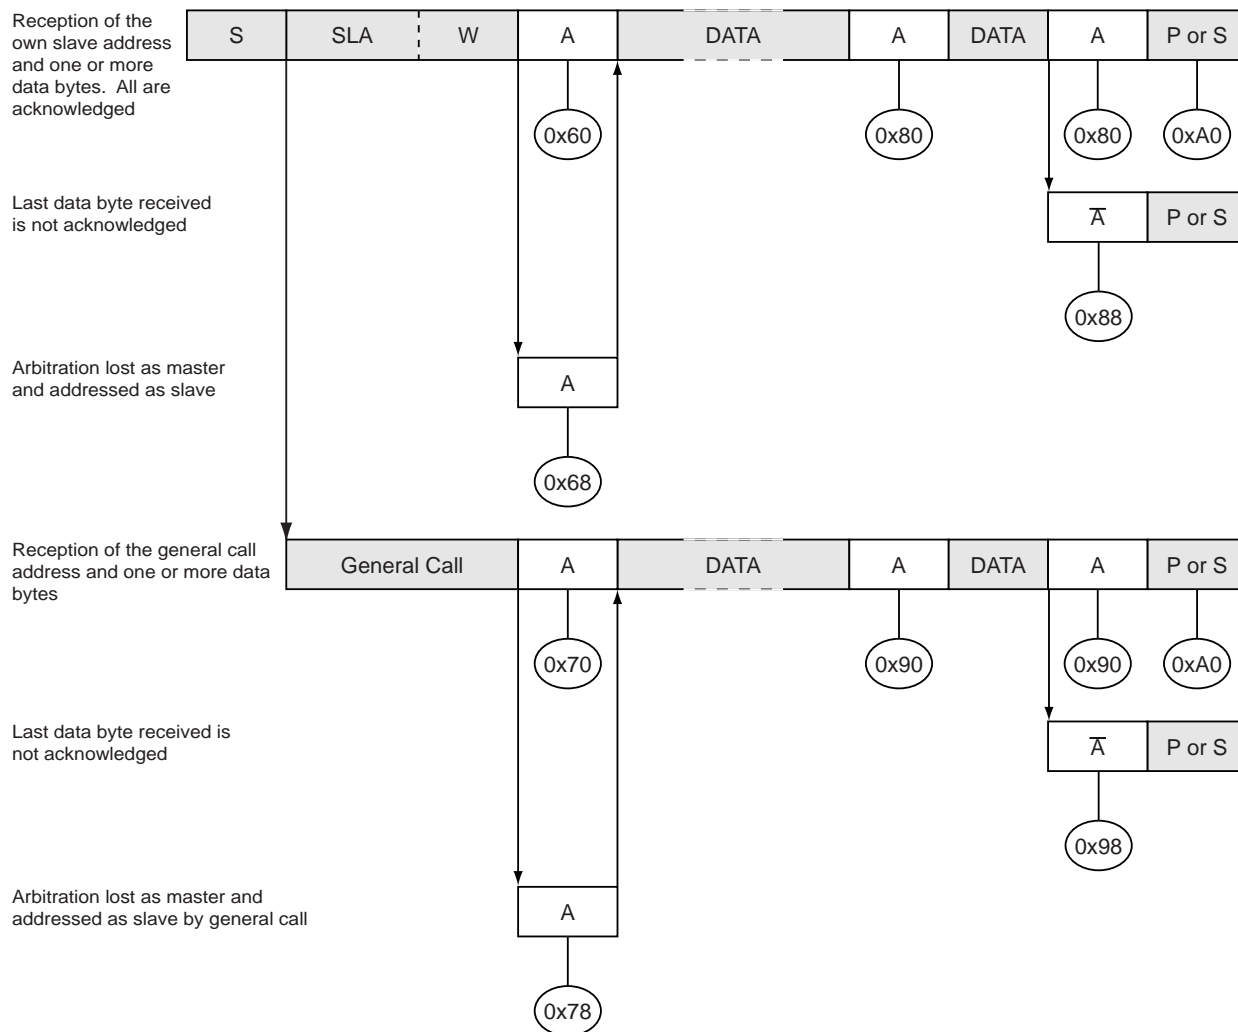 Reception of the
own slave address
and one or more
data bytes. All are
acknowledged
S SLA W A DATA A DATA A P or S
0x60 0x80 0x80 0xA0
Last data byte received
is not acknowledged
A̅ P or S
0x88
Arbitration lost as master
and addressed as slave
A
0x68
Reception of the general call
address and one or more data
bytes
General Call A DATA A DATA A P or S
0x70 0x90 0x90 0xA0
Last data byte received is
not acknowledged
A̅ P or S
0x98
Arbitration lost as master and
addressed as slave by general call
A
0x78